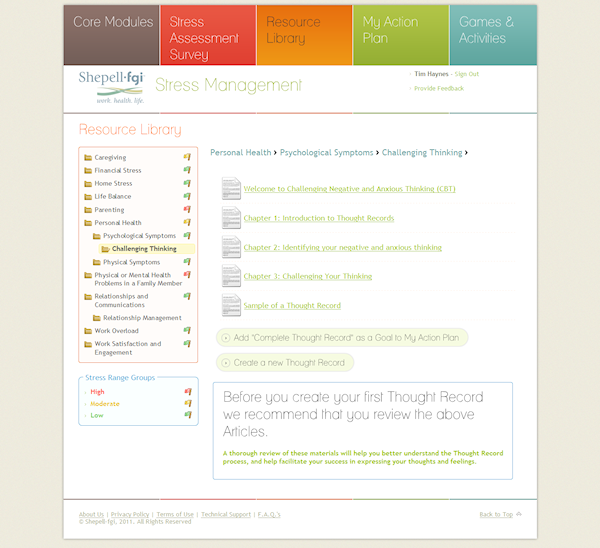 Core Modules
Stress
Assessment
Survey
Resource
Library
My Action
Plan
Games &
Activities
Shepell·fgi
work. health. life.
Stress Management
Tim Haynes - Sign Out
Provide Feedback
Resource Library
Caregiving
Financial Stress
Home Stress
Life Balance
Parenting
Personal Health
Psychological Symptoms
Challenging Thinking
Physical Symptoms
Physical or Mental Health
Problems in a Family Member
Relationships and
Communications
Relationship Management
Work Overload
Work Satisfaction and
Engagement
Stress Range Groups
High
Moderate
Low
Personal Health > Psychological Symptoms > Challenging Thinking >
Welcome to Challenging Negative and Anxious Thinking (CBT)
Chapter 1: Introduction to Thought Records
Chapter 2: Identifying your negative and anxious thinking
Chapter 3: Challenging Your Thinking
Sample of a Thought Record
Add "Complete Thought Record" as a Goal to My Action Plan
Create a new Thought Record
Before you create your first Thought Record
we recommend that you review the above
Articles.
A thorough review of these materials will help you better understand the Thought Record
process, and help facilitate your success in expressing your thoughts and feelings.
About Us | Privacy Policy | Terms of Use | Technical Support | F.A.Q.'s
© Shepell-fgi, 2011. All Rights Reserved
Back to Top